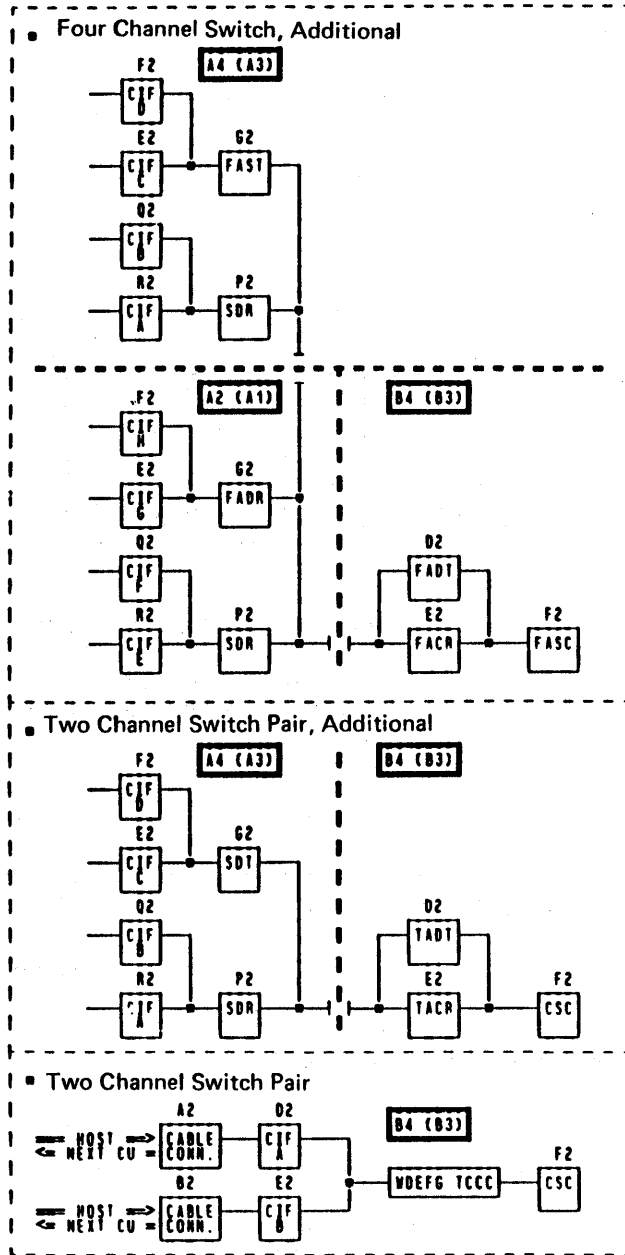 Four Channel Switch, Additional
F2 A4 (A3)
CIF D
E2 G2
CIF C FAST
Q2
CIF B
R2 P2
CIF A SDR
F2 A2 (A1) B4 (B3)
CIF H
E2 G2
CIF G FADR
Q2 D2
CIF F FADT
R2 P2 E2 F2
CIF E SDR FACR FASC
Two Channel Switch Pair, Additional
F2 A4 (A3) B4 (B3)
CIF D
E2 G2
CIF C SDT
Q2 D2
CIF B TADT
R2 P2 E2 F2
CIF A SDR TACR CSC
Two Channel Switch Pair
A2 D2 B4 (B3)
=== HOST ==> CABLE CIF A
<= NEXT CU = CONN. F2
WDEFG TCCC CSC
B2 E2
=== HOST ==> CABLE CIF B
<= NEXT CU = CONN.